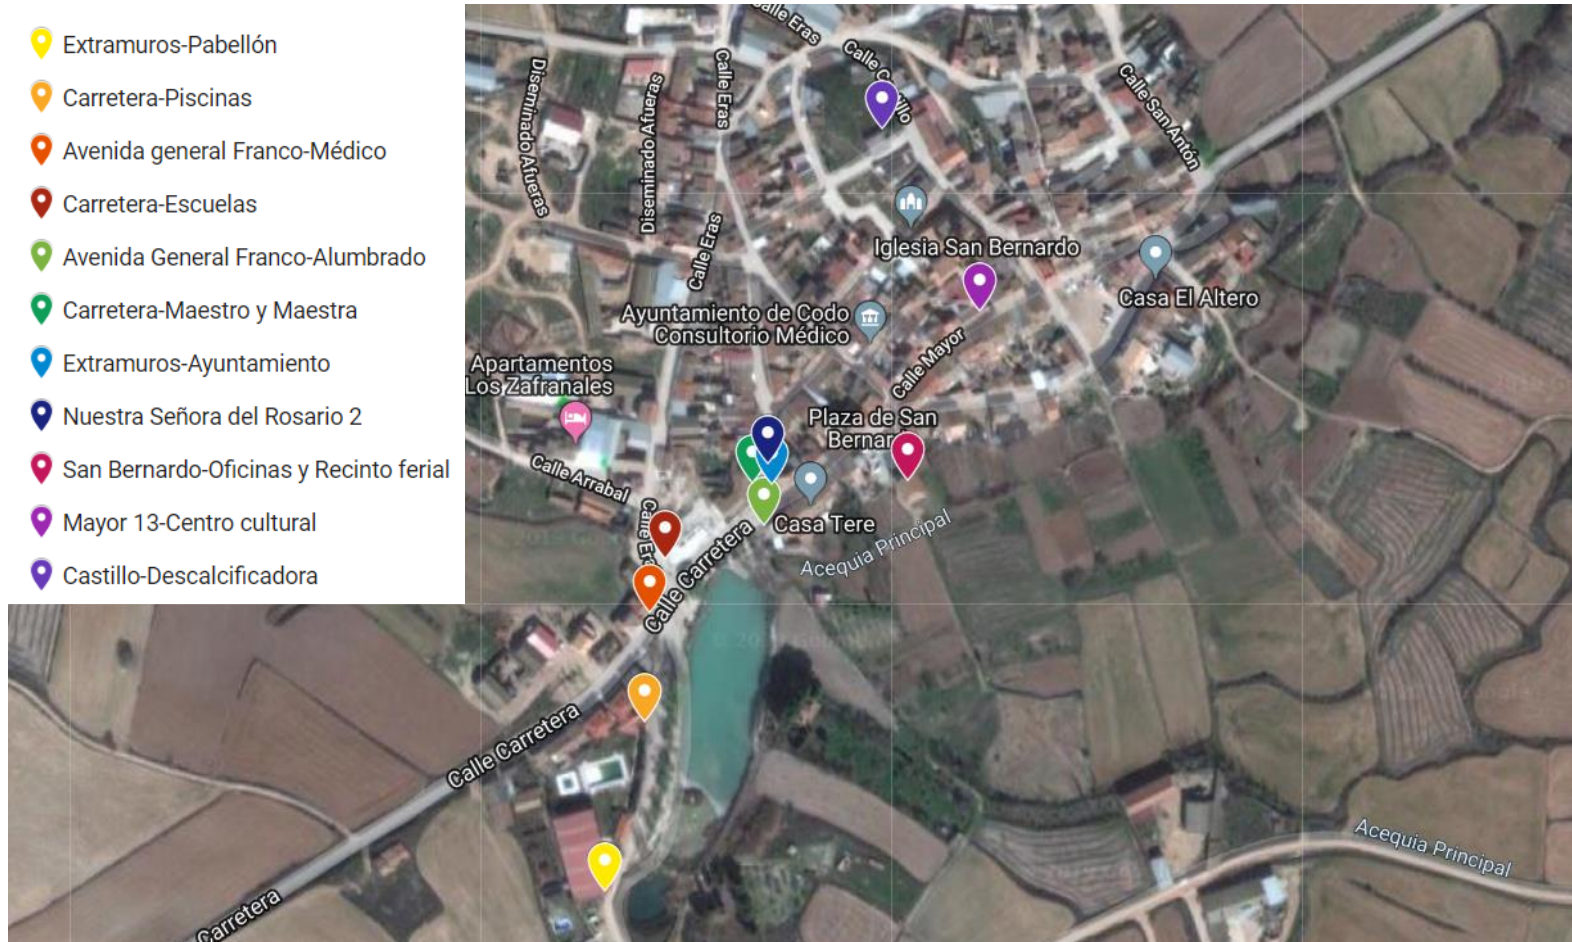 Extramuros-Pabellón
Carretera-Piscinas
Avenida general Franco-Médico
Carretera-Escuelas
Avenida General Franco-Alumbrado
Carretera-Maestro y Maestra
Extramuros-Ayuntamiento
Nuestra Señora del Rosario 2
San Bernardo-Oficinas y Recinto ferial
Mayor 13-Centro cultural
Castillo-Descalcificadora
Calle Eras
Diseminado Afueras
Diseminado Afueras
Calle Eras
Calle San Antón
Calle Eras
Iglesia San Bernardo
Casa El Altero
Ayuntamiento de Codo
Consultorio Médico
Calle Mayor
Apartamentos
Los Zafranales
Plaza de San
Calle Arrabal
Casa Tere
Acequia Principal
Calle Carretera
Calle Carretera
Carretera
Acequia Principal